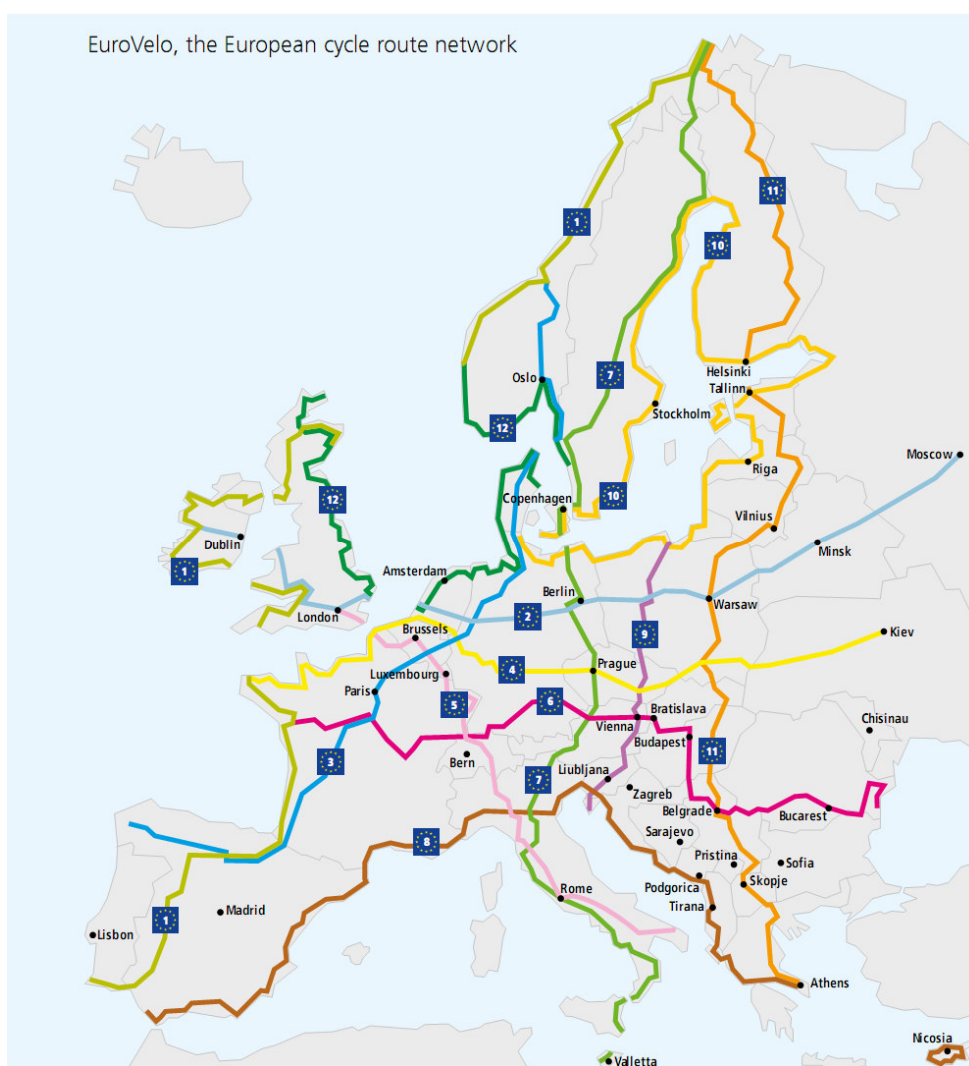 EuroVelo, the European cycle route network
1
11
10
7
Helsinki
Oslo
Tallinn
Stockholm
12
Moscow
Riga
12
Copenhagen
10
Vilnius
Dublin
Minsk
1
Amsterdam
Berlin
Warsaw
London
2
Brussels
9
Kiev
4
Prague
Luxembourg
Paris
5
6
Bratislava
Chisinau
Vienna
Budapest
11
3
Bern
7
Liubljana
Zagreb
Belgrade
Bucarest
8
Sarajevo
Pristina
Sofia
Podgorica
Skopje
Rome
Madrid
Tirana
1
Lisbon
Athens
Nicosia
Valletta